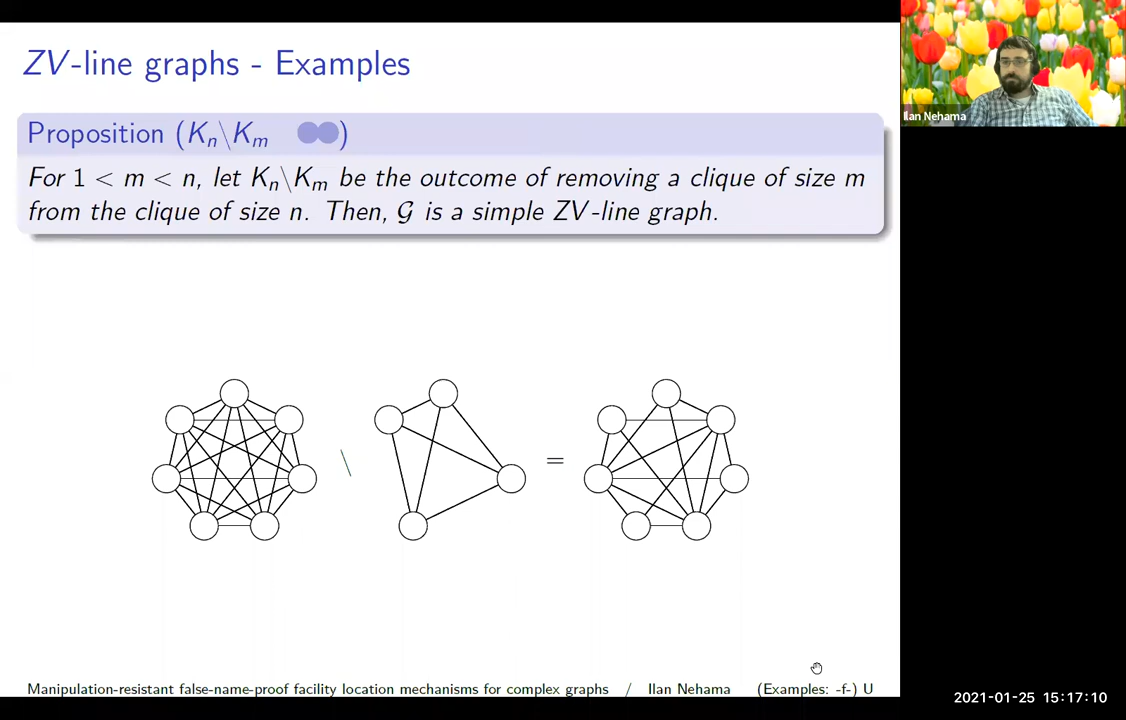 ZV-line graphs - Examples
Proposition (Kn\Km)
For 1 < m < n, let Kn\Km be the outcome of removing a clique of size m
from the clique of size n. Then, 𝒢 is a simple ZV-line graph.
\ =
Manipulation-resistant false-name-proof facility location mechanisms for complex graphs / Ilan Nehama (Examples: -f-) U
Ilan Nehama
2021-01-25 15:17:10